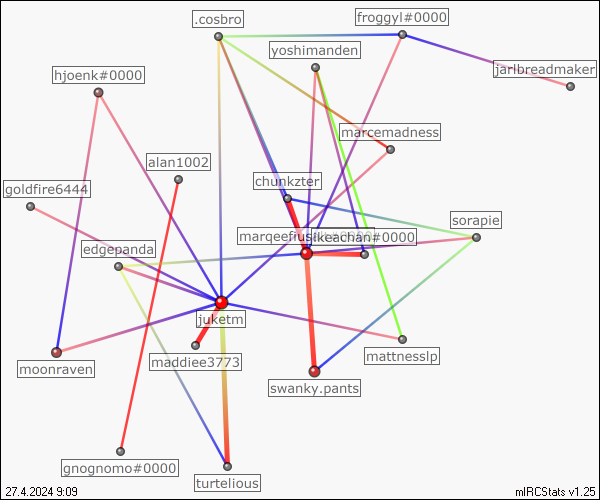 .cosbro
froggyl#0000
yoshimanden
jarlbreadmaker
hjoenk#0000
marcemadness
alan1002
chunkzter
goldfire6444
sorapie
ikeachan#0000
edgepanda
juketm
maddiee3773
mattnesslp
moonraven
swanky.pants
gnognomo#0000
turtelious
27.4.2024 9:09
mIRCStats v1.25